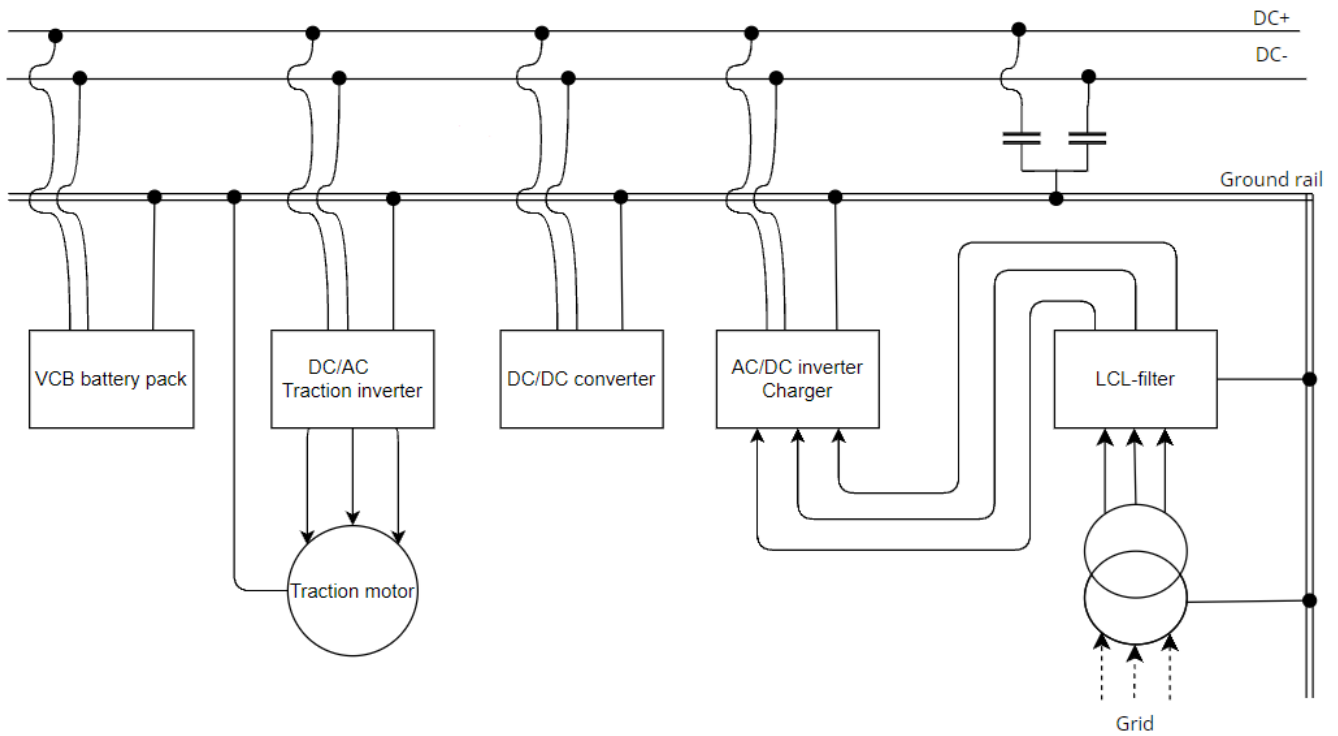 DC+
DC-
Ground rail
VCB battery pack
DC/AC
Traction inverter
DC/DC converter
AC/DC inverter
Charger
LCL-filter
Traction motor
Grid